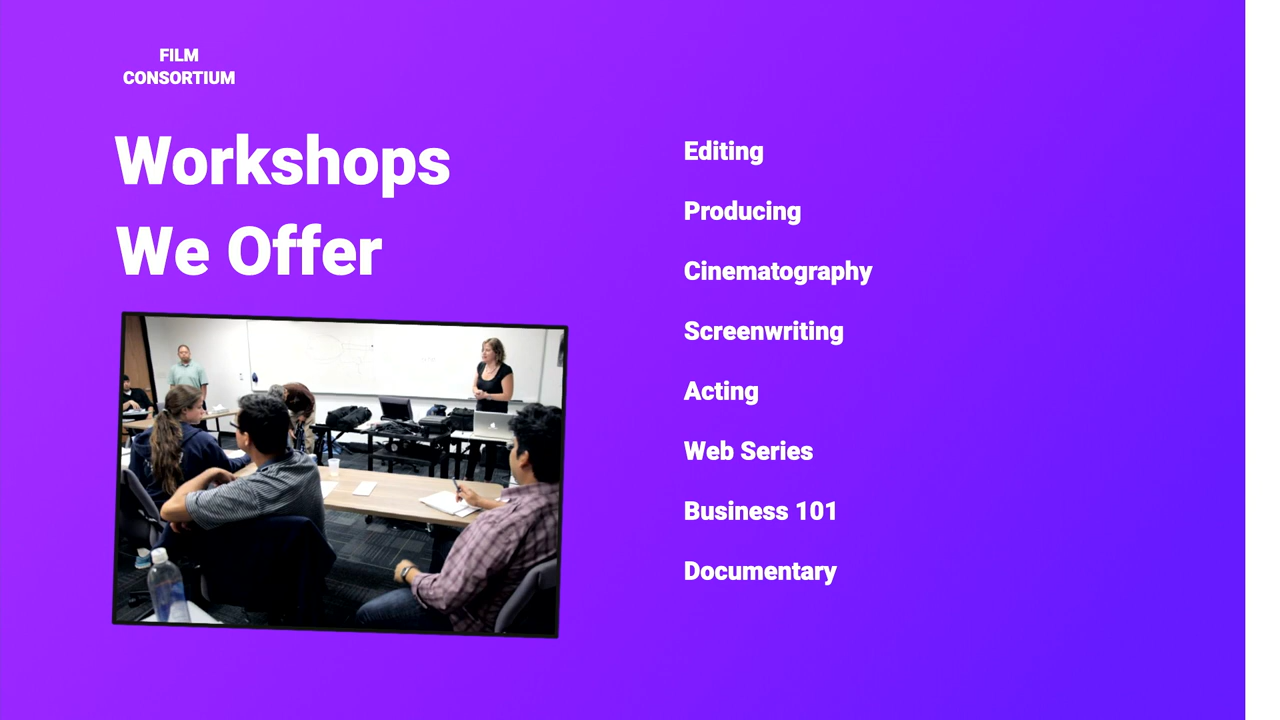 FILM
CONSORTIUM
Workshops
We Offer
Editing
Producing
Cinematography
Screenwriting
Acting
Web Series
Business 101
Documentary